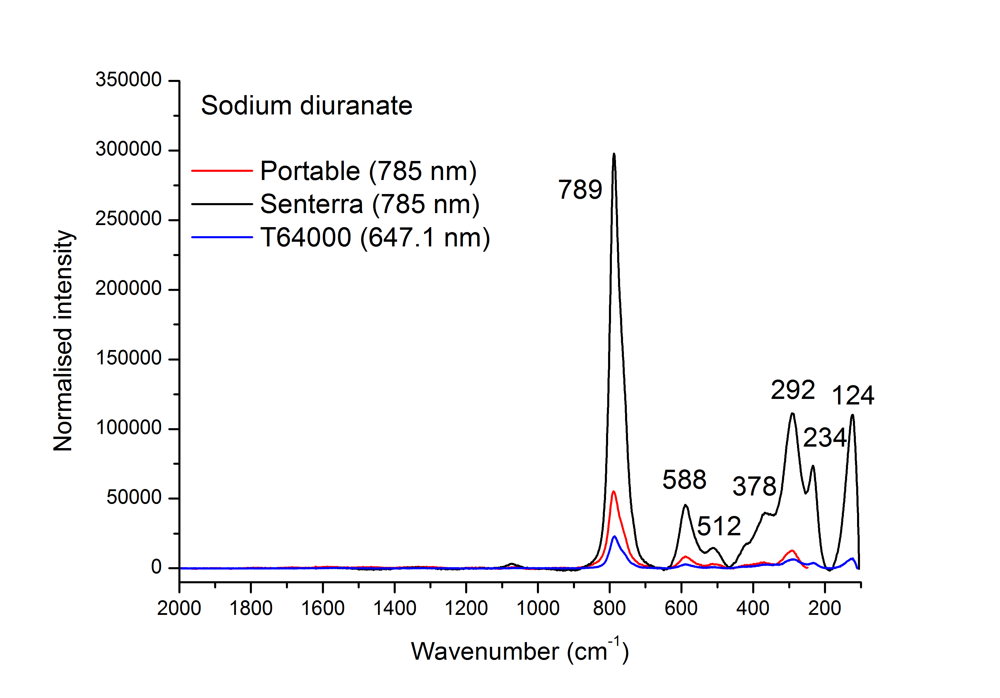 Sodium diuranate
Portable (785 nm)
Senterra (785 nm)
T64000 (647.1 nm)
Normalised intensity
350000
300000
250000
200000
150000
100000
50000
0
789
588
512
378
292
234
124
2000 1800 1600 1400 1200 1000 800 600 400 200
Wavenumber (cm⁻¹)